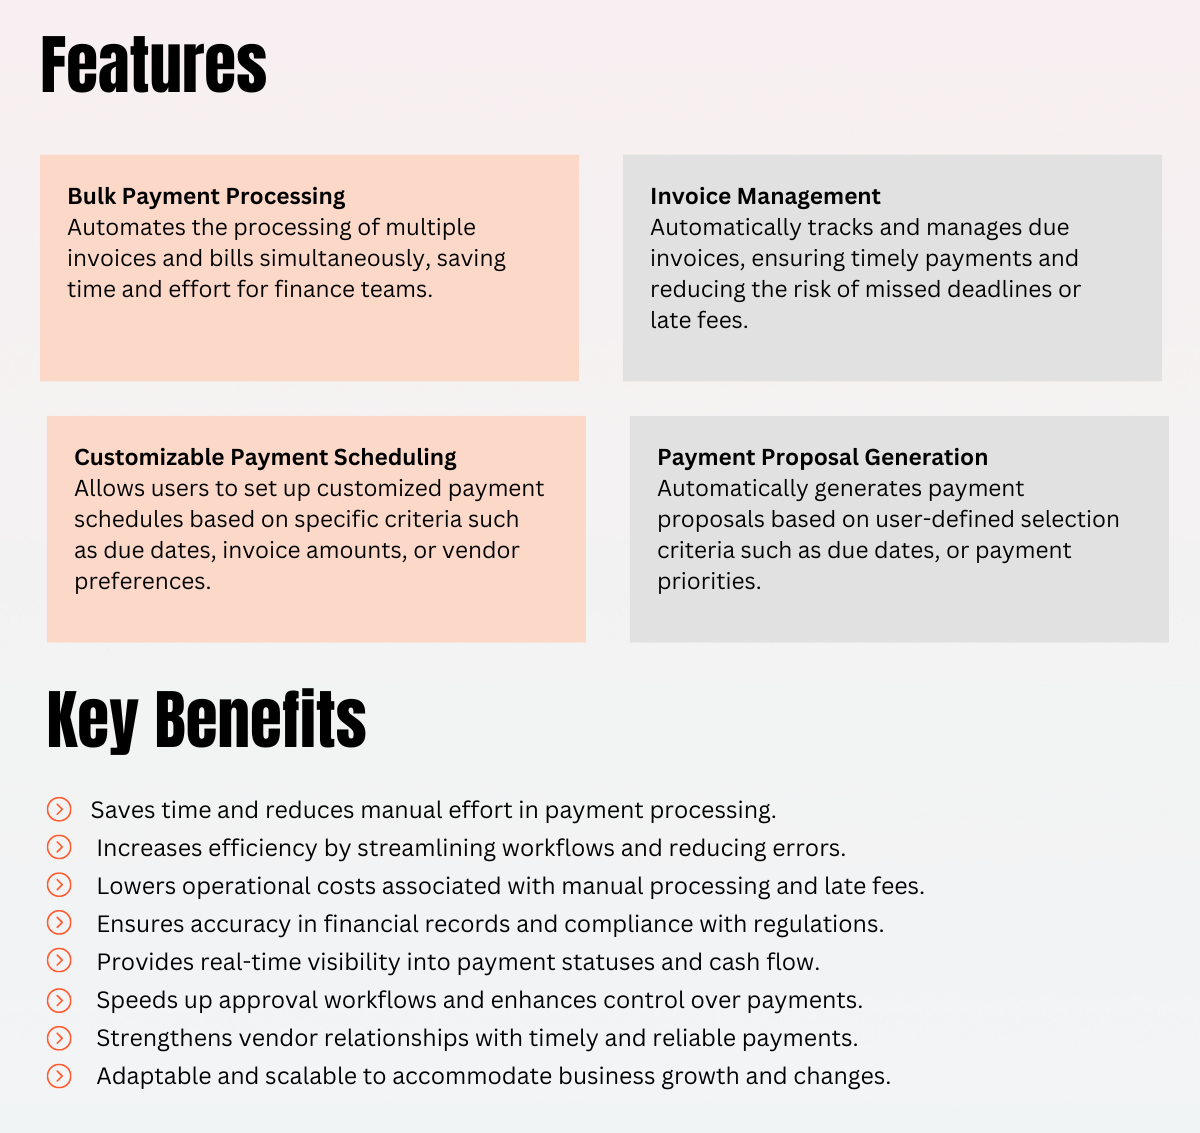 Features
Bulk Payment Processing
Automates the processing of multiple
invoices and bills simultaneously, saving
time and effort for finance teams.
Invoice Management
Automatically tracks and manages due
invoices, ensuring timely payments and
reducing the risk of missed deadlines or
late fees.
Customizable Payment Scheduling
Allows users to set up customized payment
schedules based on specific criteria such
as due dates, invoice amounts, or vendor
preferences.
Payment Proposal Generation
Automatically generates payment
proposals based on user-defined selection
criteria such as due dates, or payment
priorities.
Key Benefits
Saves time and reduces manual effort in payment processing.
Increases efficiency by streamlining workflows and reducing errors.
Lowers operational costs associated with manual processing and late fees.
Ensures accuracy in financial records and compliance with regulations.
Provides real-time visibility into payment statuses and cash flow.
Speeds up approval workflows and enhances control over payments.
Strengthens vendor relationships with timely and reliable payments.
Adaptable and scalable to accommodate business growth and changes.